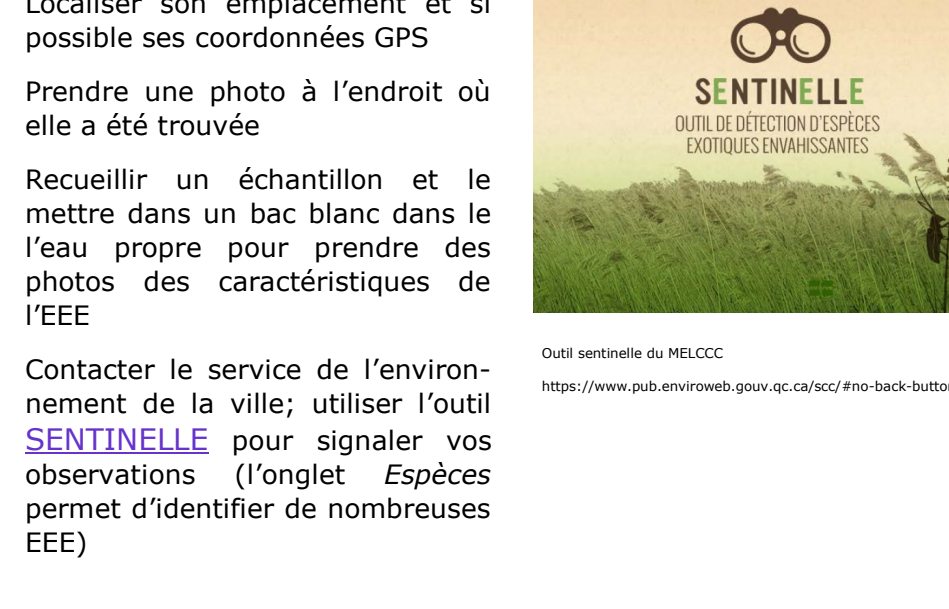 Localiser son emplacement et si
possible ses coordonnées GPS
Prendre une photo à l’endroit où
elle a été trouvée
Recueillir un échantillon et le
mettre dans un bac blanc dans le
l’eau propre pour prendre des
photos des caractéristiques de
l’EEE
Contacter le service de l’environ-
nement de la ville; utiliser l’outil
SENTINELLE pour signaler vos
observations (l’onglet Espèces
permet d’identifier de nombreuses
EEE)
SENTINELLE
OUTIL DE DÉTECTION D’ESPÈCES
EXOTIQUES ENVAHISSANTES
Outil sentinelle du MELCCC
https://www.pub.enviroweb.gouv.qc.ca/scc/#no-back-button